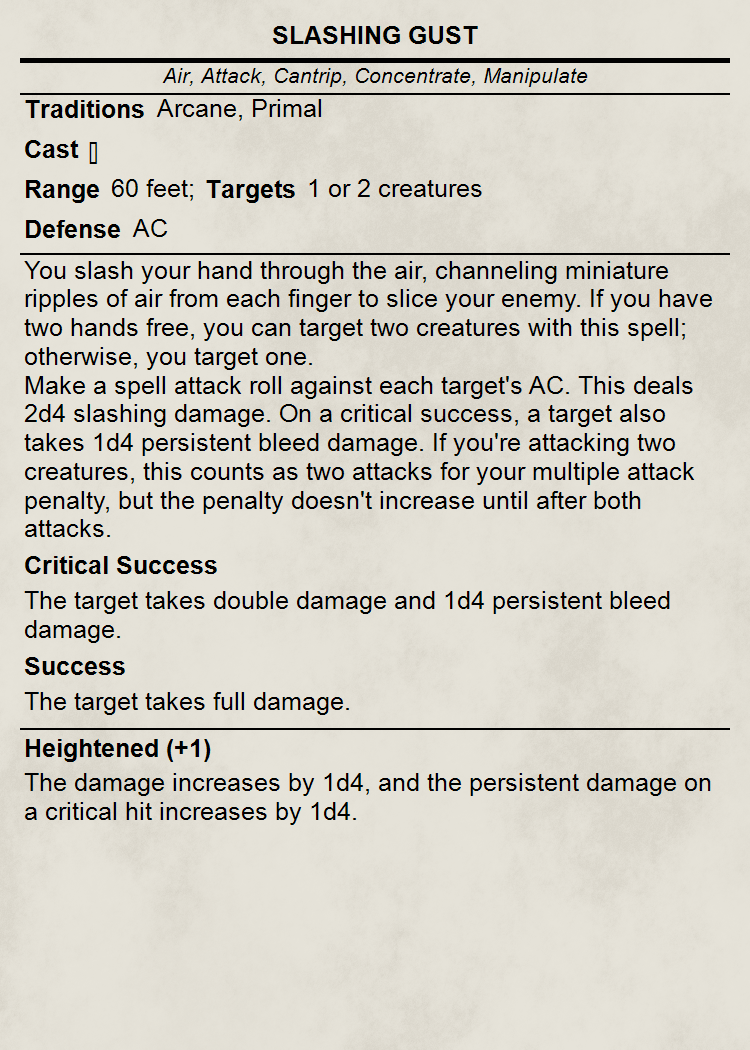 SLASHING GUST
Air, Attack, Cantrip, Concentrate, Manipulate
Traditions Arcane, Primal
Cast ▯
Range 60 feet; Targets 1 or 2 creatures
Defense AC
You slash your hand through the air, channeling miniature
ripples of air from each finger to slice your enemy. If you have
two hands free, you can target two creatures with this spell;
otherwise, you target one.
Make a spell attack roll against each target's AC. This deals
2d4 slashing damage. On a critical success, a target also
takes 1d4 persistent bleed damage. If you're attacking two
creatures, this counts as two attacks for your multiple attack
penalty, but the penalty doesn't increase until after both
attacks.
Critical Success
The target takes double damage and 1d4 persistent bleed
damage.
Success
The target takes full damage.
Heightened (+1)
The damage increases by 1d4, and the persistent damage on
a critical hit increases by 1d4.